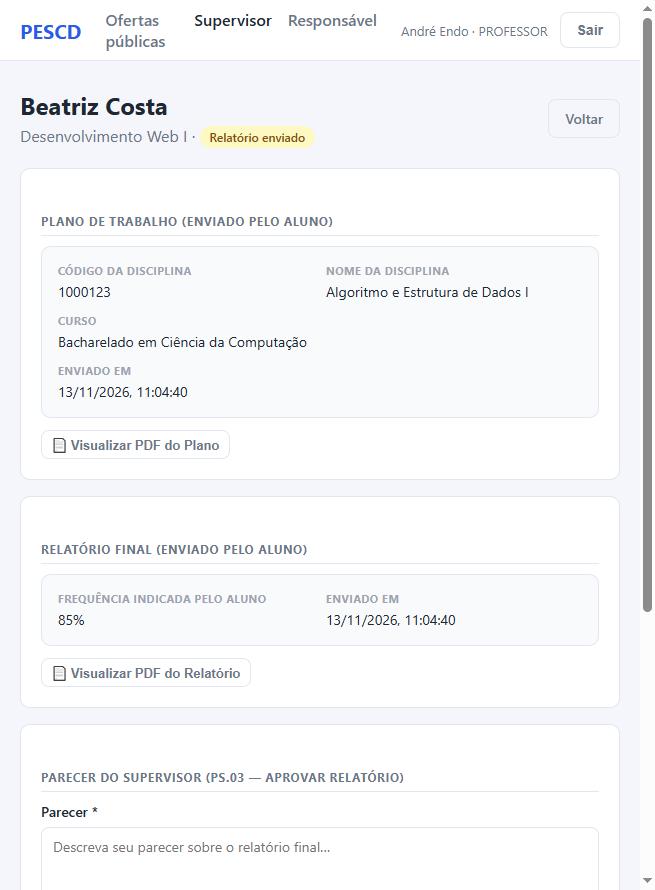 PESCD
Ofertas
públicas
Supervisor
Responsável
André Endo · PROFESSOR
Sair
Beatriz Costa
Desenvolvimento Web I · Relatório enviado
Voltar
PLANO DE TRABALHO (ENVIADO PELO ALUNO)
CÓDIGO DA DISCIPLINA
1000123
NOME DA DISCIPLINA
Algoritmo e Estrutura de Dados I
CURSO
Bacharelado em Ciência da Computação
ENVIADO EM
13/11/2026, 11:04:40
Visualizar PDF do Plano
RELATÓRIO FINAL (ENVIADO PELO ALUNO)
FREQUÊNCIA INDICADA PELO ALUNO
85%
ENVIADO EM
13/11/2026, 11:04:40
Visualizar PDF do Relatório
PARECER DO SUPERVISOR (PS.03 — APROVAR RELATÓRIO)
Parecer *
Descreva seu parecer sobre o relatório final...